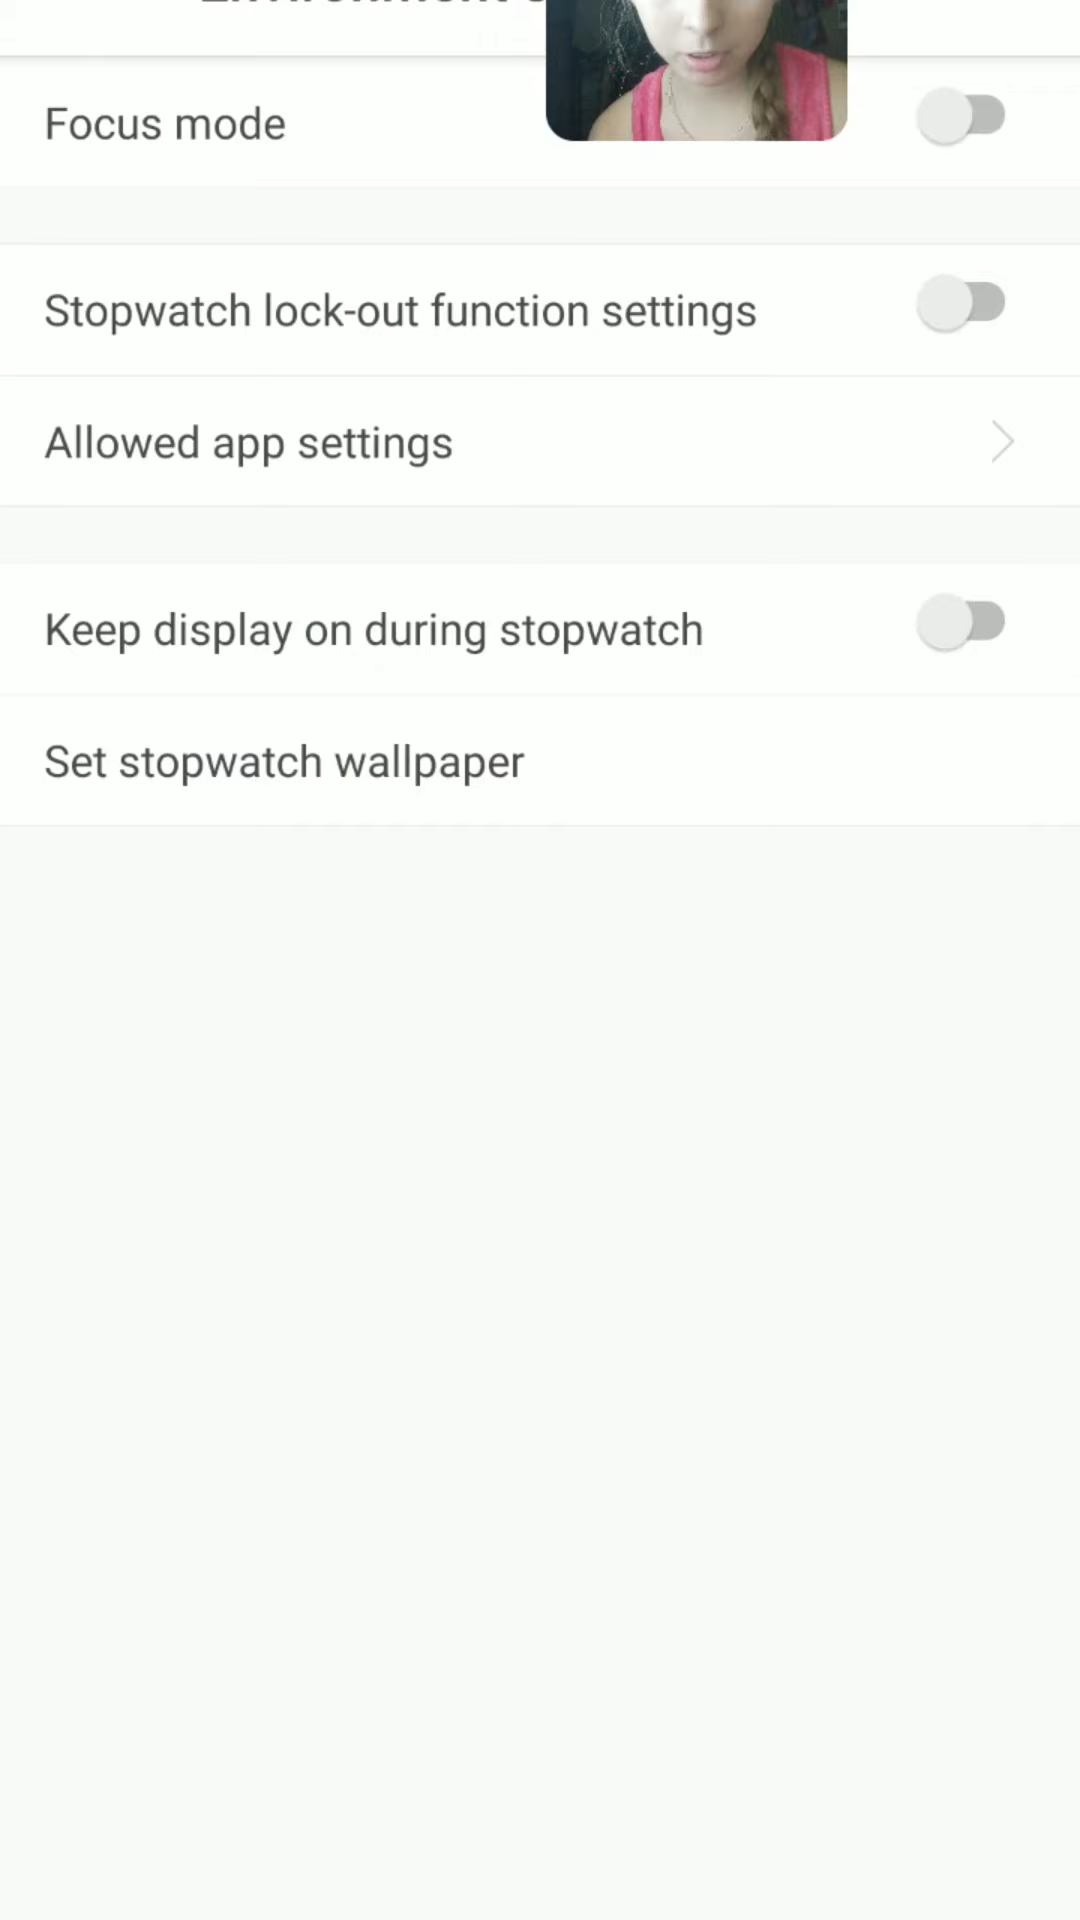 Focus mode
Stopwatch lock-out function settings
Allowed app settings
Keep display on during stopwatch
Set stopwatch wallpaper